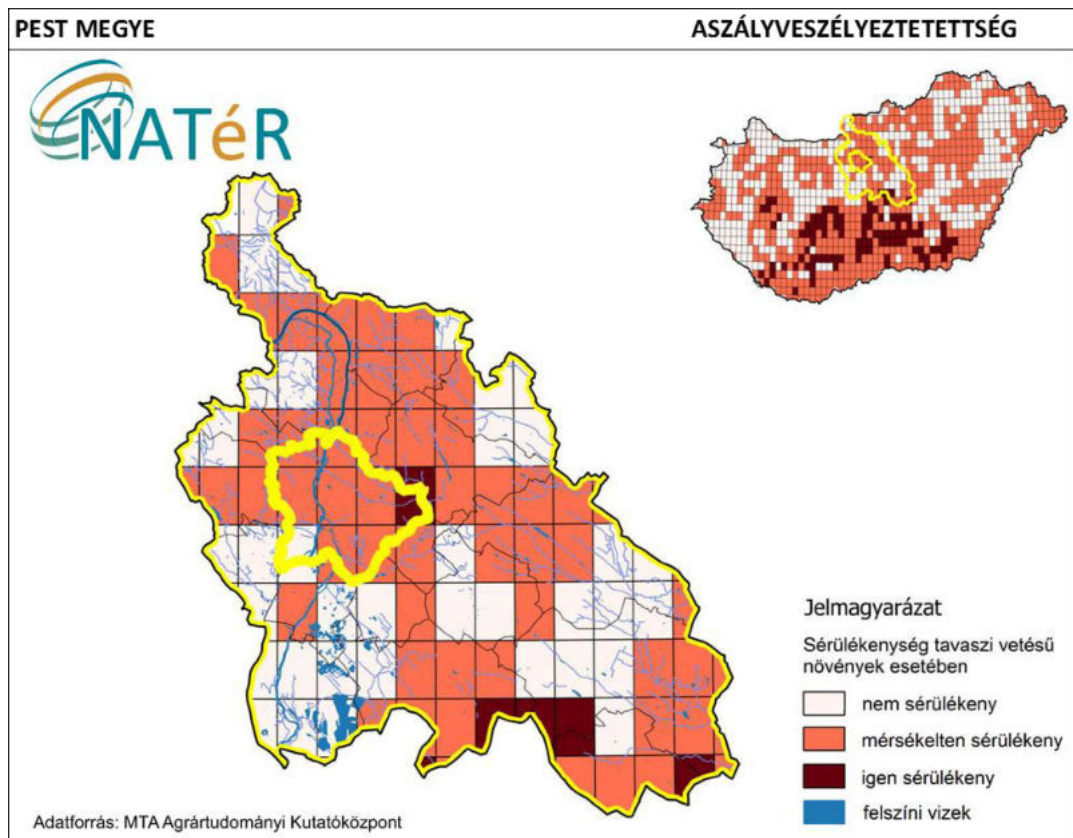 PEST MEGYE
ASZÁLYVESZÉLYEZTETETTSÉG
NATéR
Jelmagyarázat
Sérülékenység tavaszi vetésű
növények esetében
nem sérülékeny
mérsékelten sérülékeny
igen sérülékeny
felszíni vizek
Adatforrás: MTA Agrártudományi Kutatóközpont